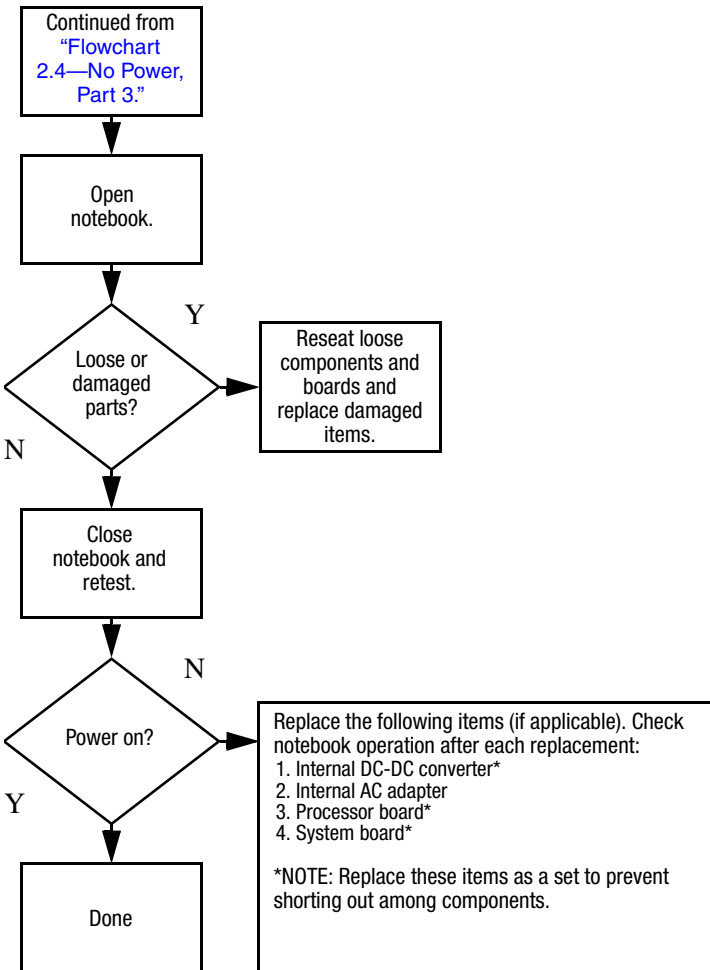 Continued from
“Flowchart
2.4—No Power,
Part 3.”
Open
notebook.
Y
Loose or
damaged
parts?
Reseat loose
components and
boards and
replace damaged
items.
N
Close
notebook and
retest.
N
Power on?
Replace the following items (if applicable). Check
notebook operation after each replacement:
1. Internal DC-DC converter*
2. Internal AC adapter
3. Processor board*
4. System board*
*NOTE: Replace these items as a set to prevent
shorting out among components.
Y
Done